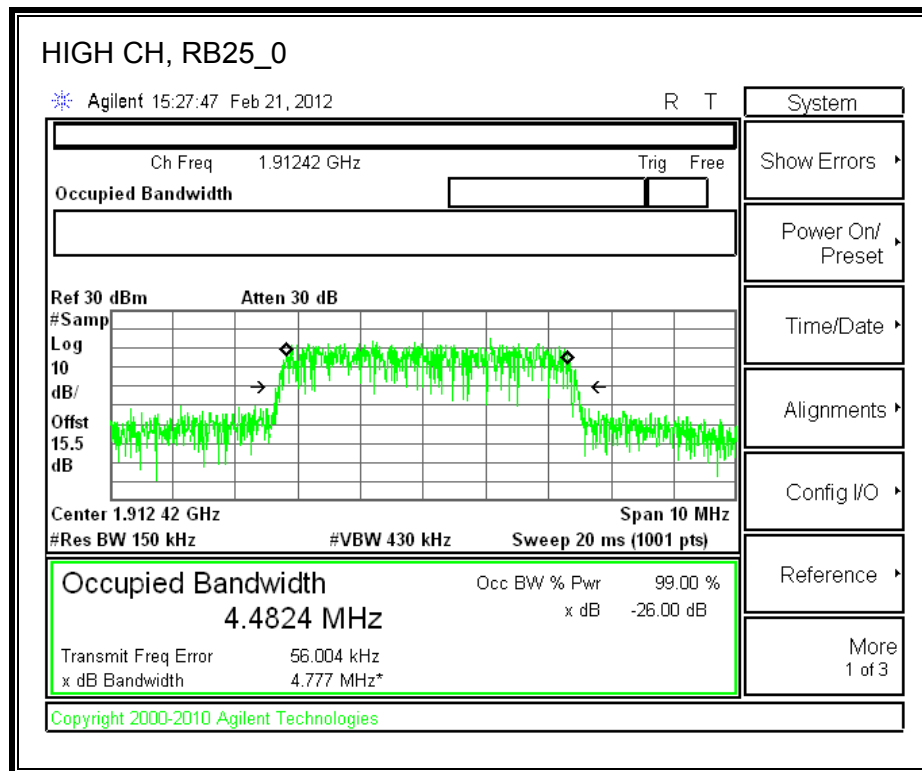 HIGH CH, RB25_0
Agilent 15:27:47 Feb 21, 2012 R T
System
Ch Freq 1.91242 GHz Trig Free
Occupied Bandwidth
Show Errors
Power On/
Preset
Ref 30 dBm Atten 30 dB
#Samp
Log
10
dB/
Offst
15.5
dB
Time/Date
Alignments
Config I/O
Center 1.912 42 GHz Span 10 MHz
#Res BW 150 kHz #VBW 430 kHz Sweep 20 ms (1001 pts)
Occupied Bandwidth Occ BW % Pwr 99.00 %
4.4824 MHz x dB -26.00 dB
Transmit Freq Error 56.004 kHz
x dB Bandwidth 4.777 MHz*
Reference
More
1 of 3
Copyright 2000-2010 Agilent Technologies